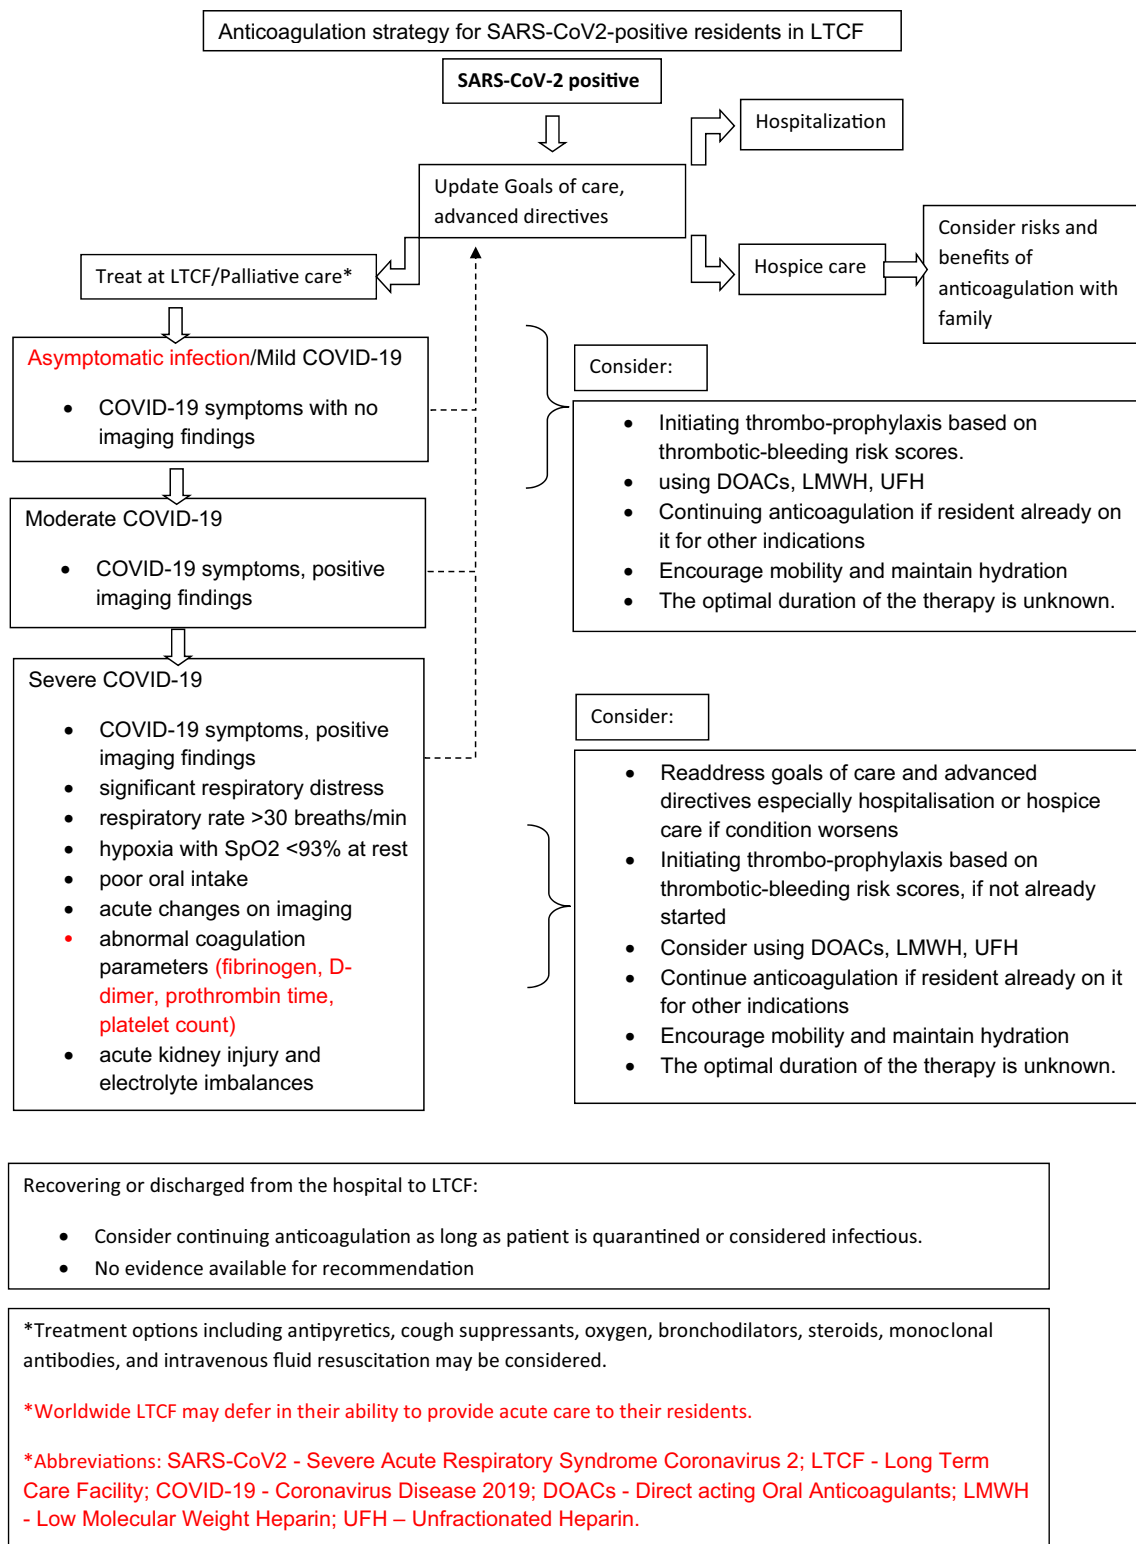 Anticoagulation strategy for SARS-CoV2-positive residents in LTCF
SARS-CoV-2 positive
Hospitalization
Update Goals of care,
advanced directives
Consider risks and
benefits of
anticoagulation with
family
Hospice care
Treat at LTCF/Palliative care*
Asymptomatic infection/Mild COVID-19
• COVID-19 symptoms with no
imaging findings
Consider:
• Initiating thrombo-prophylaxis based on
thrombotic-bleeding risk scores.
• using DOACs, LMWH, UFH
• Continuing anticoagulation if resident already on
it for other indications
• Encourage mobility and maintain hydration
• The optimal duration of the therapy is unknown.
Moderate COVID-19
• COVID-19 symptoms, positive
imaging findings
Severe COVID-19
• COVID-19 symptoms, positive
imaging findings
• significant respiratory distress
• respiratory rate >30 breaths/min
• hypoxia with SpO2 <93% at rest
• poor oral intake
• acute changes on imaging
• abnormal coagulation
parameters (fibrinogen, D-
dimer, prothrombin time,
platelet count)
• acute kidney injury and
electrolyte imbalances
Consider:
• Readdress goals of care and advanced
directives especially hospitalisation or hospice
care if condition worsens
• Initiating thrombo-prophylaxis based on
thrombotic-bleeding risk scores, if not already
started
• Consider using DOACs, LMWH, UFH
• Continue anticoagulation if resident already on it
for other indications
• Encourage mobility and maintain hydration
• The optimal duration of the therapy is unknown.
Recovering or discharged from the hospital to LTCF:
• Consider continuing anticoagulation as long as patient is quarantined or considered infectious.
• No evidence available for recommendation
*Treatment options including antipyretics, cough suppressants, oxygen, bronchodilators, steroids, monoclonal
antibodies, and intravenous fluid resuscitation may be considered.
*Worldwide LTCF may defer in their ability to provide acute care to their residents.
*Abbreviations: SARS-CoV2 - Severe Acute Respiratory Syndrome Coronavirus 2; LTCF - Long Term
Care Facility; COVID-19 - Coronavirus Disease 2019; DOACs - Direct acting Oral Anticoagulants; LMWH
- Low Molecular Weight Heparin; UFH – Unfractionated Heparin.